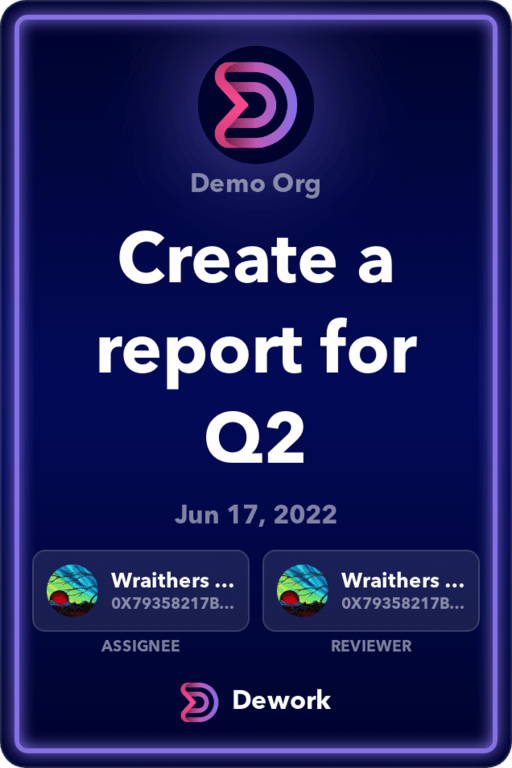 Demo Org
Create a
report for
Q2
Jun 17, 2022
Wraithers ...
0X79358217B...
Wraithers ...
0X79358217B...
ASSIGNEE
REVIEWER
Dework